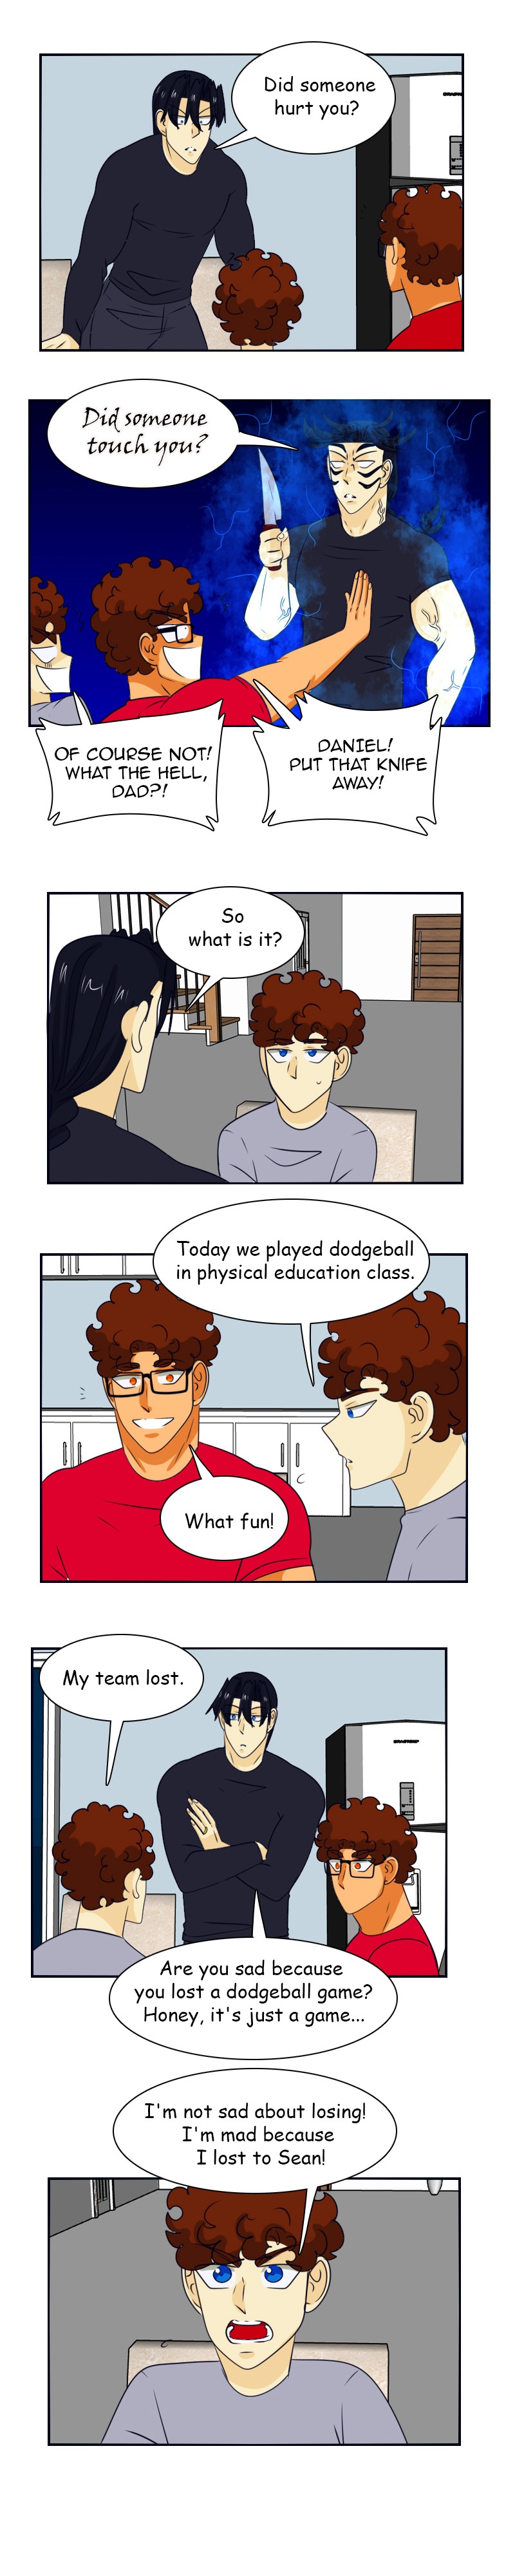 Did someone
hurt you?
Did someone
touch you?
OF COURSE NOT!
WHAT THE HELL,
DAD?!
DANIEL!
PUT THAT KNIFE
AWAY!
So
what is it?
Today we played dodgeball
in physical education class.
What fun!
My team lost.
Are you sad because
you lost a dodgeball game?
Honey, it's just a game...
I'm not sad about losing!
I'm mad because
I lost to Sean!